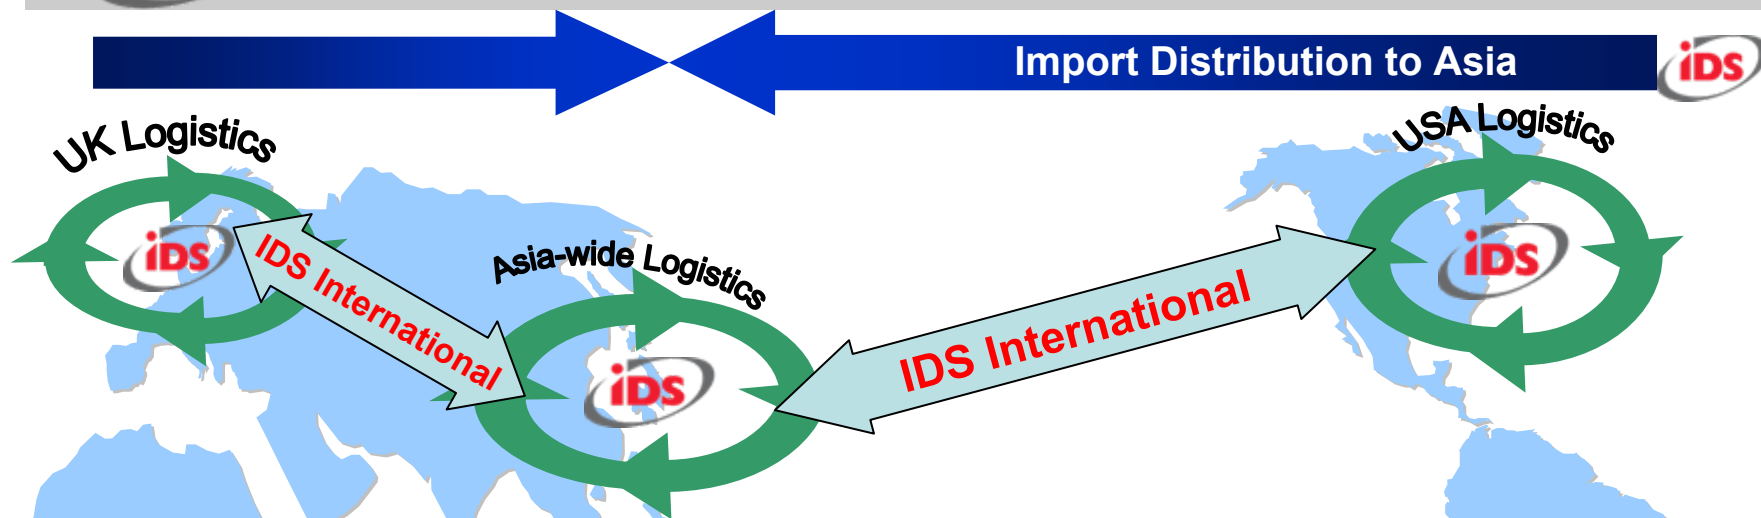 Import Distribution to Asia
iDS
UK Logistics
USA Logistics
iDS
IDS International
Asia-wide Logistics
IDS International
iDS
iDS